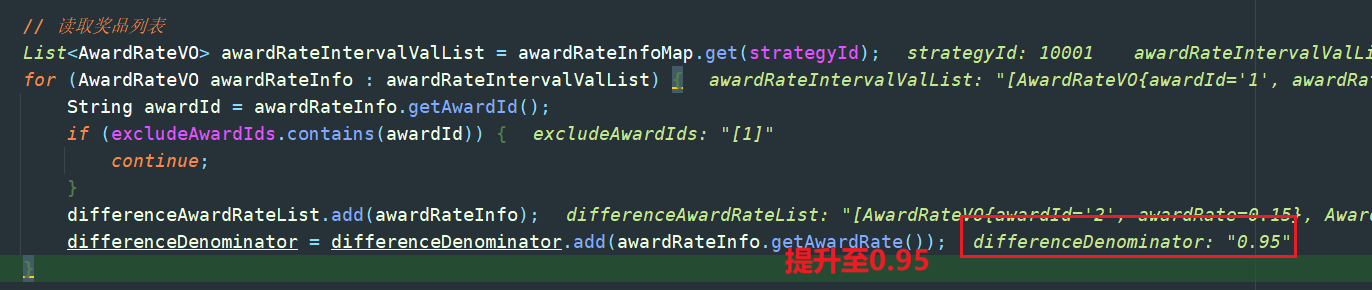 // 读取奖品列表
List<AwardRateVO> awardRateIntervalValList = awardRateInfoMap.get(strategyId); strategyId: 10001 awardRateIntervalValLi
for (AwardRateVO awardRateInfo : awardRateIntervalValList) { awardRateIntervalValList: "[AwardRateVO{awardId='1', awardRa
String awardId = awardRateInfo.getAwardId();
if (excludeAwardIds.contains(awardId)) { excludeAwardIds: "[1]"
continue;
}
differenceAwardRateList.add(awardRateInfo); differenceAwardRateList: "[AwardRateVO{awardId='2', awardRate=0.15}, Awar
differenceDenominator = differenceDenominator.add(awardRateInfo.getAwardRate()); differenceDenominator: "0.95"
提升至0.95
}